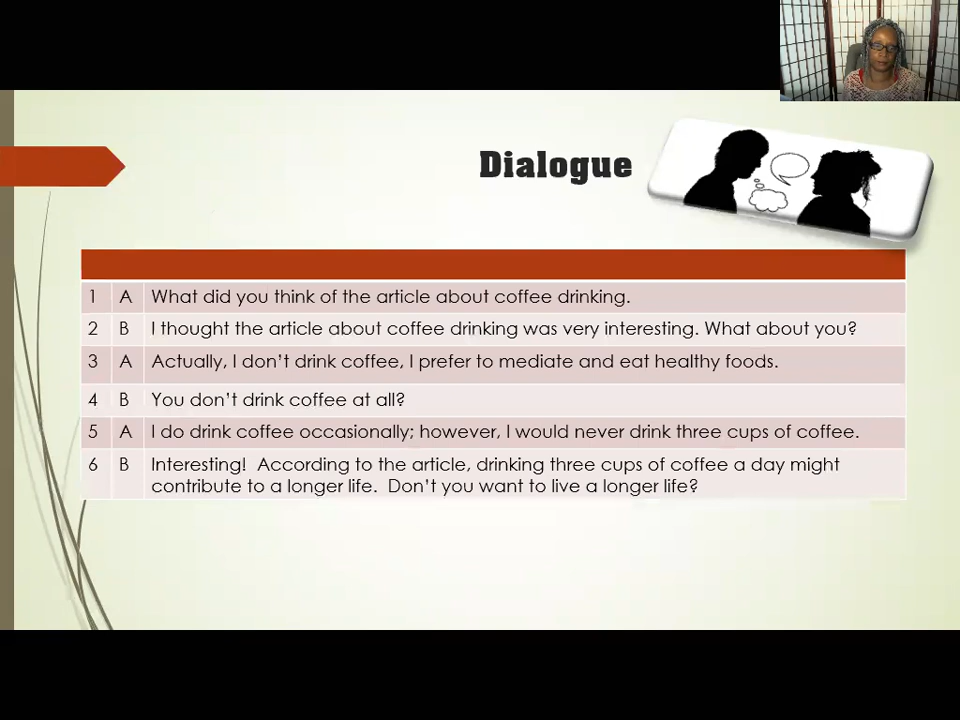 Dialogue
1 A What did you think of the article about coffee drinking.
2 B I thought the article about coffee drinking was very interesting. What about you?
3 A Actually, I don't drink coffee, I prefer to mediate and eat healthy foods.
4 B You don't drink coffee at all?
5 A I do drink coffee occasionally; however, I would never drink three cups of coffee.
6 B Interesting! According to the article, drinking three cups of coffee a day might
contribute to a longer life. Don't you want to live a longer life?